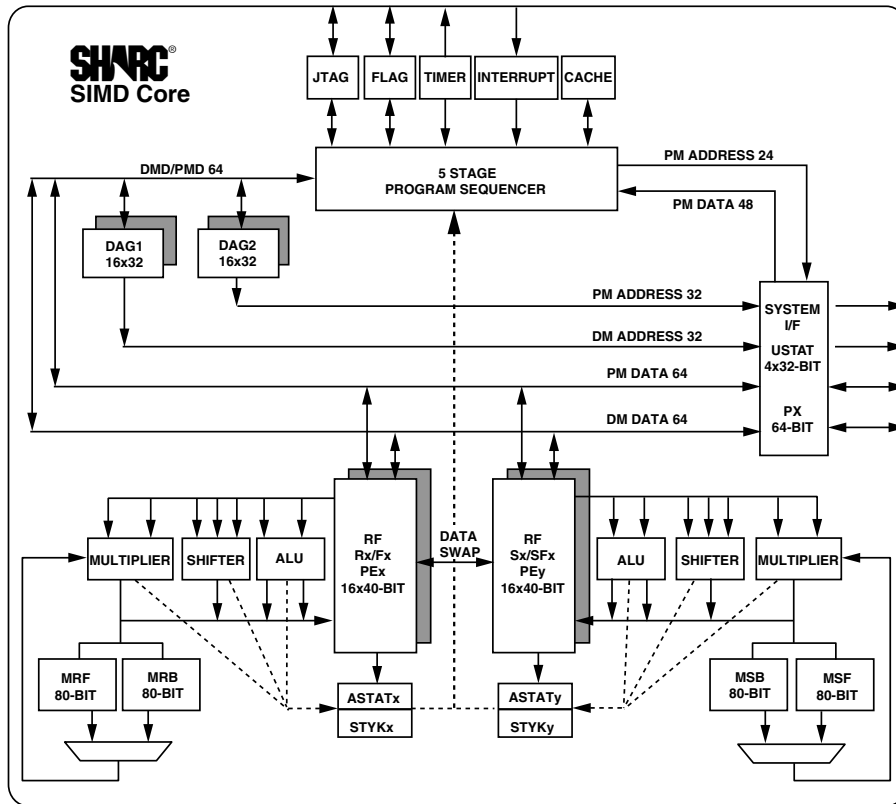 SHARC®
SIMD Core
JTAG
FLAG
TIMER
INTERRUPT
CACHE
5 STAGE
PROGRAM SEQUENCER
DMD/PMD 64
PM ADDRESS 24
PM DATA 48
DAG1
16x32
DAG2
16x32
PM ADDRESS 32
DM ADDRESS 32
PM DATA 64
DM DATA 64
SYSTEM
I/F
USTAT
4x32-BIT
PX
64-BIT
MULTIPLIER
SHIFTER
ALU
RF
Rx/Fx
PEx
16x40-BIT
DATA
SWAP
RF
Sx/SFx
PEy
16x40-BIT
ALU
SHIFTER
MULTIPLIER
MRF
80-BIT
MRB
80-BIT
ASTATx
STYKx
ASTATy
STYKy
MSB
80-BIT
MSF
80-BIT